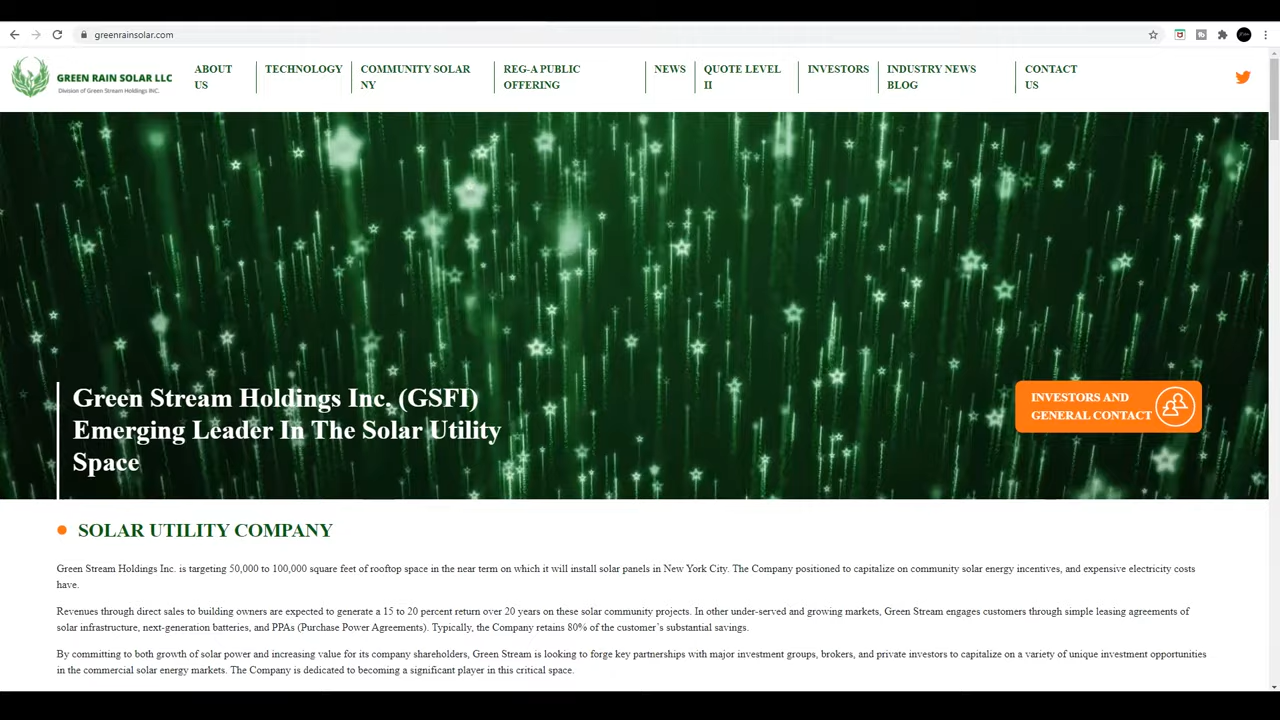 greenrainsolar.com
GREEN RAIN SOLAR LLC
Division of Green Stream Holdings INC.
ABOUT US
TECHNOLOGY
COMMUNITY SOLAR NY
REG-A PUBLIC OFFERING
NEWS
QUOTE LEVEL II
INVESTORS
INDUSTRY NEWS BLOG
CONTACT US
Green Stream Holdings Inc. (GSFI)
Emerging Leader In The Solar Utility
Space
INVESTORS AND
GENERAL CONTACT
SOLAR UTILITY COMPANY
Green Stream Holdings Inc. is targeting 50,000 to 100,000 square feet of rooftop space in the near term on which it will install solar panels in New York City. The Company positioned to capitalize on community solar energy incentives, and expensive electricity costs
have.
Revenues through direct sales to building owners are expected to generate a 15 to 20 percent return over 20 years on these solar community projects. In other under-served and growing markets, Green Stream engages customers through simple leasing agreements of
solar infrastructure, next-generation batteries, and PPAs (Purchase Power Agreements). Typically, the Company retains 80% of the customer's substantial savings.
By committing to both growth of solar power and increasing value for its company shareholders, Green Stream is looking to forge key partnerships with major investment groups, brokers, and private investors to capitalize on a variety of unique investment opportunities
in the commercial solar energy markets. The Company is dedicated to becoming a significant player in this critical space.